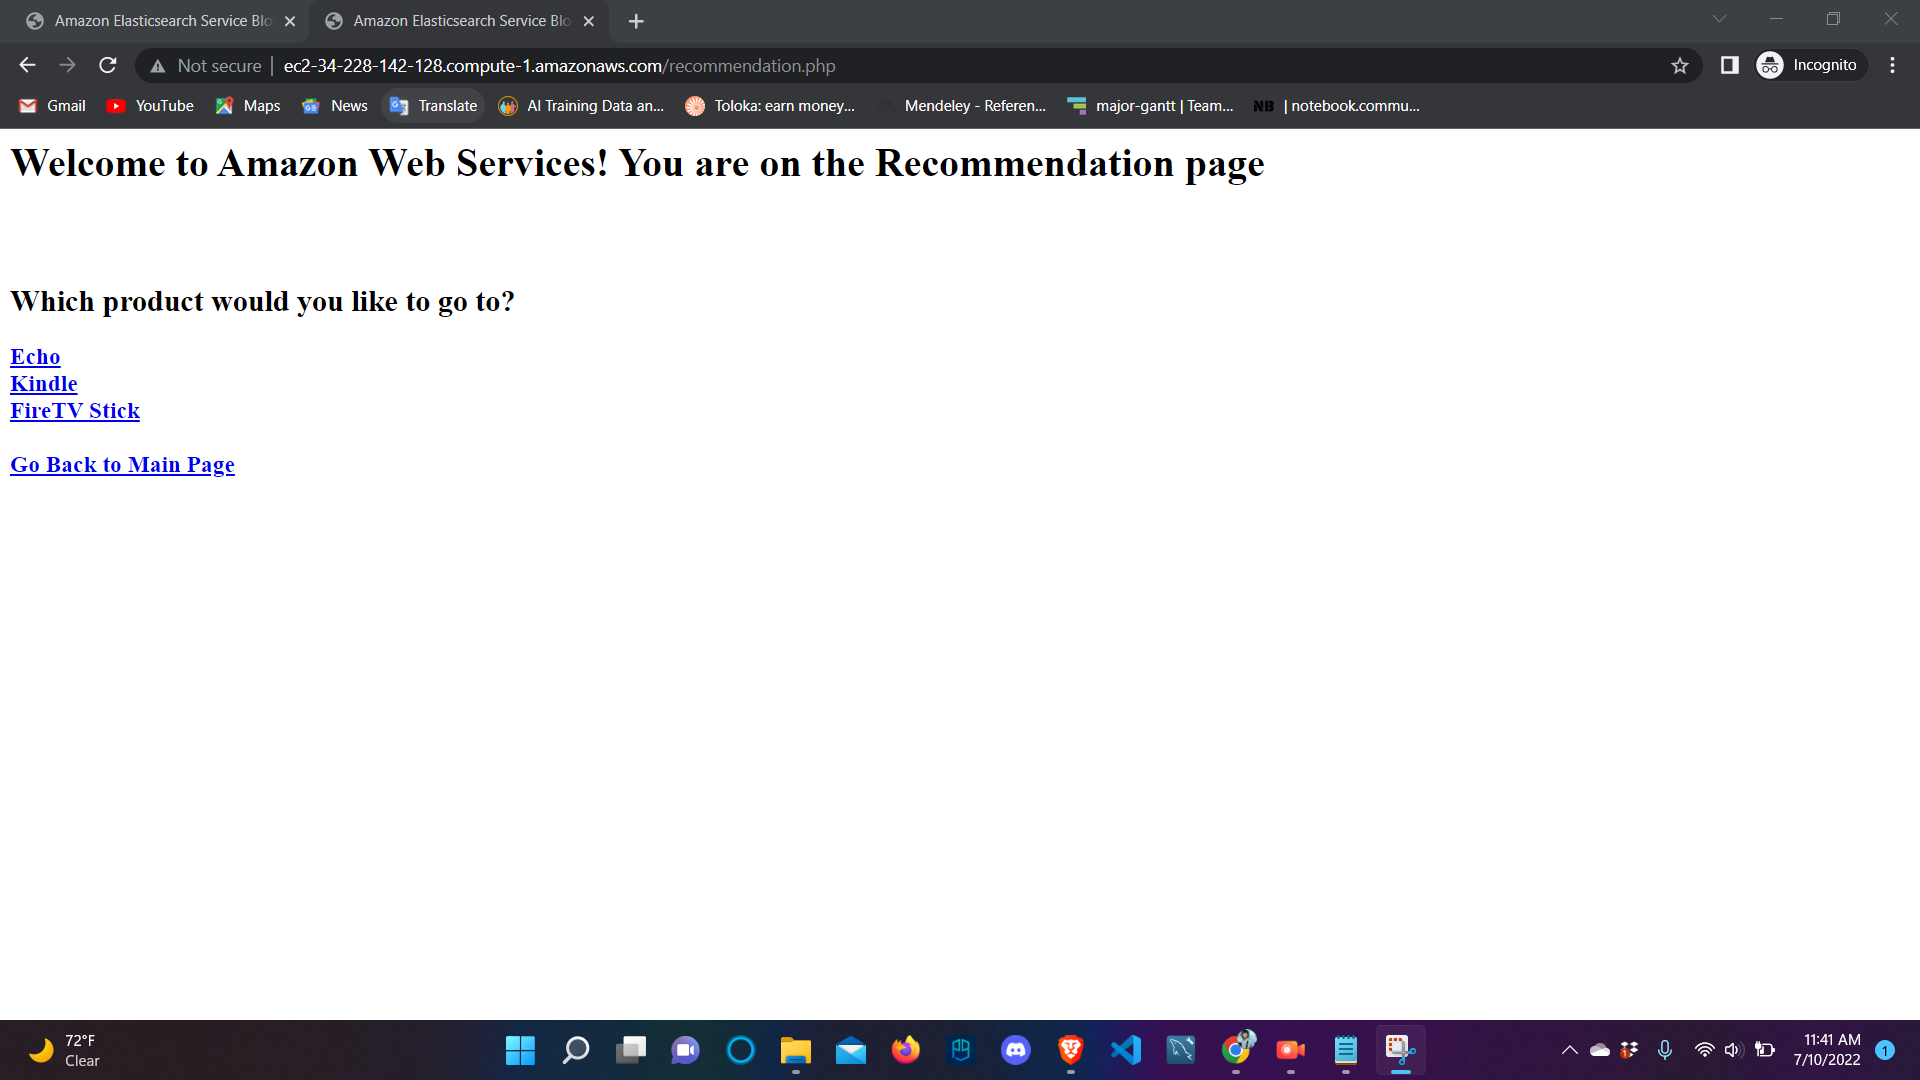 Amazon Elasticsearch Service Blo
Amazon Elasticsearch Service Blo
Not secure | ec2-34-228-142-128.compute-1.amazonaws.com/recommendation.php
Incognito
Gmail
YouTube
Maps
News
Translate
AI Training Data an...
Toloka: earn money...
Mendeley - Referen...
major-gantt | Team...
NB | notebook.commu...
Welcome to Amazon Web Services! You are on the Recommendation page
Which product would you like to go to?
Echo
Kindle
FireTV Stick
Go Back to Main Page
72°F
Clear
11:41 AM
7/10/2022
1